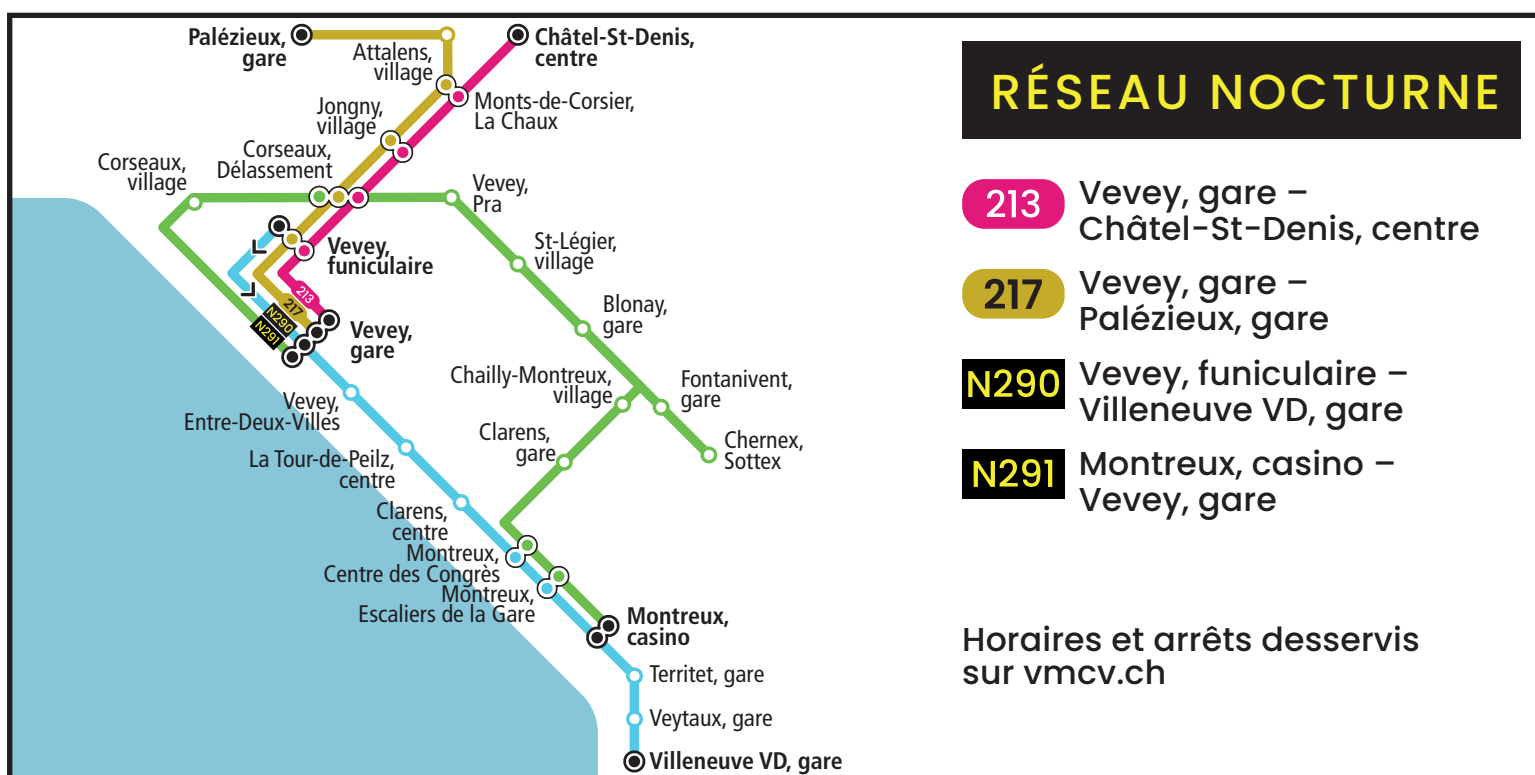 Palézieux,
gare
Attalens,
village
Châtel-St-Denis,
centre
Jongny,
village
Monts-de-Corsier,
La Chaux
Corseaux,
village
Corseaux,
Délassement
Vevey,
Pra
Vevey,
funiculaire
St-Légier,
village
213
217
N290
N291
Vevey,
gare
Blonay,
gare
Vevey,
Entre-Deux-Villes
Chailly-Montreux,
village
Fontanivent,
gare
La Tour-de-Peilz,
centre
Clarens,
gare
Chernex,
Sottex
Clarens,
centre
Montreux,
Centre des Congrès
Montreux,
Escaliers de la Gare
Montreux,
casino
Territet, gare
Veytaux, gare
Villeneuve VD, gare
RÉSEAU NOCTURNE
213 Vevey, gare –
Châtel-St-Denis, centre
217 Vevey, gare –
Palézieux, gare
N290 Vevey, funiculaire –
Villeneuve VD, gare
N291 Montreux, casino –
Vevey, gare
Horaires et arrêts desservis
sur vmcv.ch